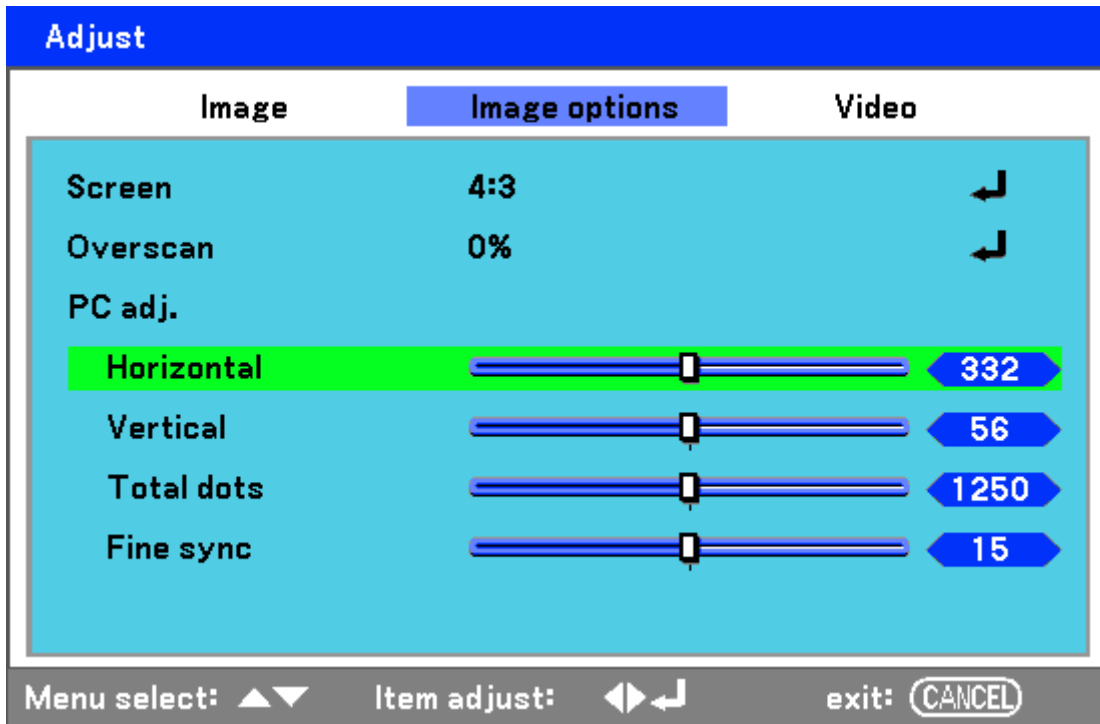 Adjust
Image Image options Video
Screen 4:3
Overscan 0%
PC adj.
Horizontal 332
Vertical 56
Total dots 1250
Fine sync 15
Menu select: Item adjust: exit: CANCEL